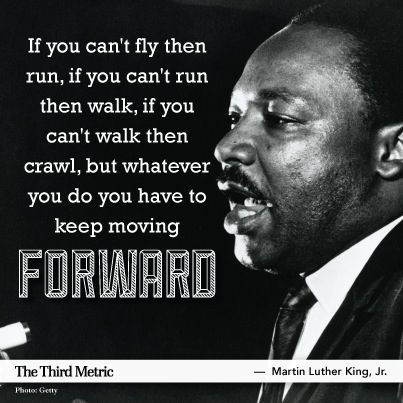 If you can't fly then
run, if you can't run
then walk, if you
can't walk then
crawl, but whatever
you do you have to
keep moving
FORWARD
The Third Metric
— Martin Luther King, Jr.
Photo: Getty